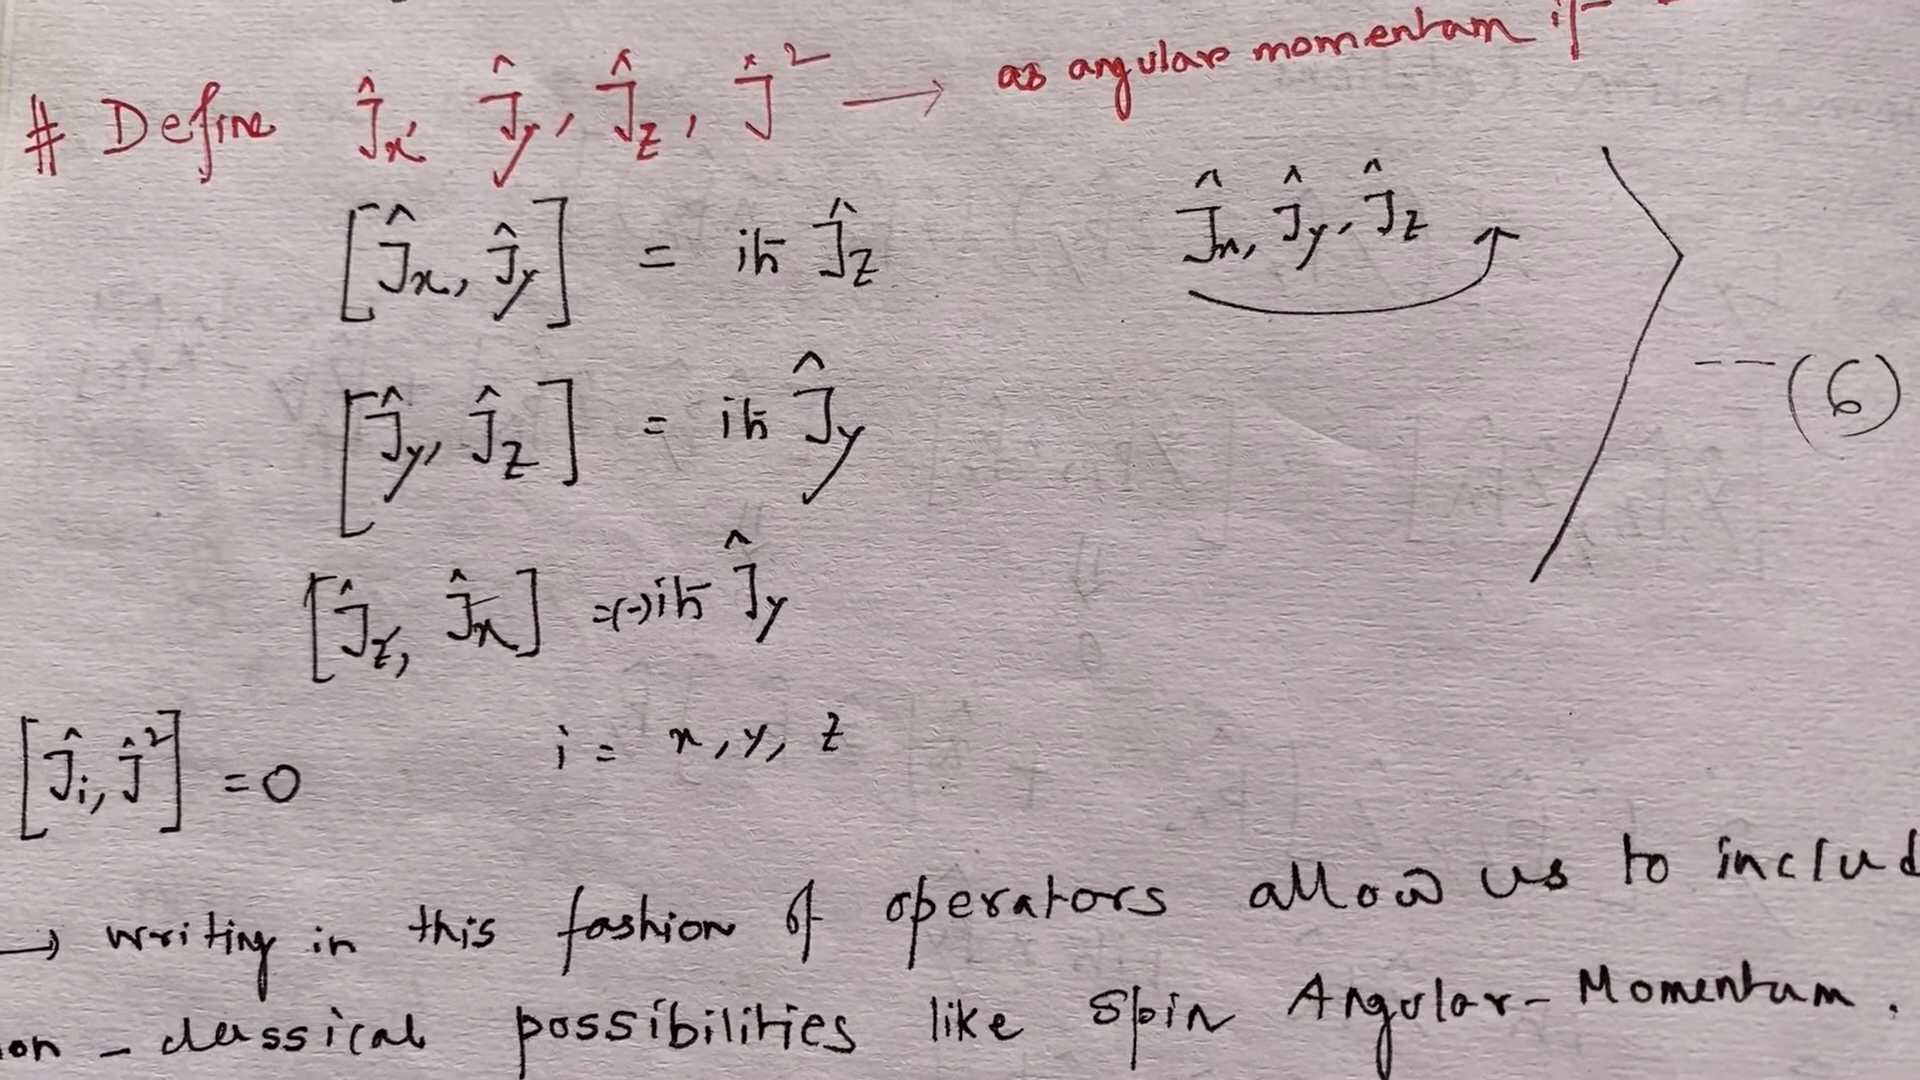 # Define Ĵx, Ĵy, Ĵz, Ĵ² → as angular momentum if
[Ĵx, Ĵy] = iħ Ĵz
Ĵx, Ĵy, Ĵz
[Ĵy, Ĵz] = iħ Ĵy
--(6)
[Ĵz, Ĵx] =(-)iħ Ĵy
[Ĵi, Ĵ²] = 0 i = x, y, z
→ writing in this fashion of operators allow us to includ
on - classical possibilities like spin Angular-Momentum.